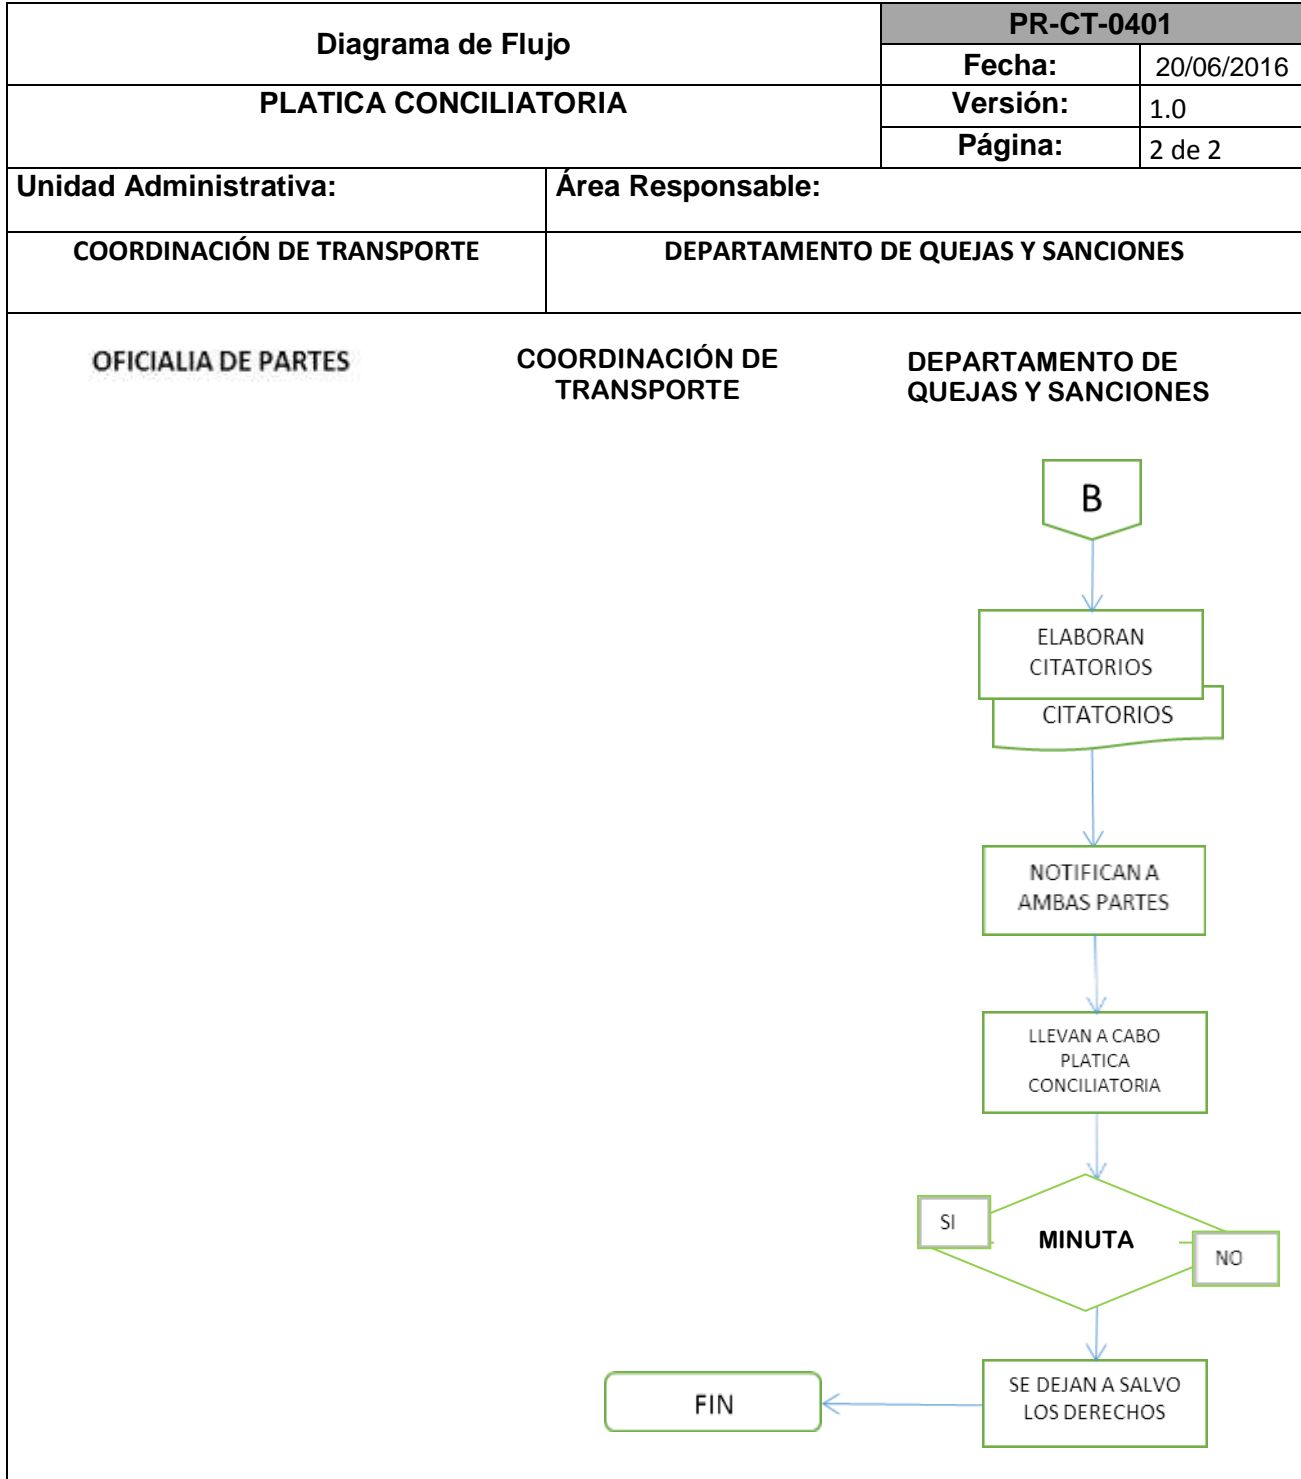 Diagrama de Flujo
PR-CT-0401
Fecha:
20/06/2016
PLATICA CONCILIATORIA
Versión:
1.0
Página:
2 de 2
Unidad Administrativa:
Área Responsable:
COORDINACIÓN DE TRANSPORTE
DEPARTAMENTO DE QUEJAS Y SANCIONES
OFICIALIA DE PARTES
COORDINACIÓN DE
TRANSPORTE
DEPARTAMENTO DE
QUEJAS Y SANCIONES
B
ELABORAN
CITATORIOS
CITATORIOS
NOTIFICAN A
AMBAS PARTES
LLEVAN A CABO
PLATICA
CONCILIATORIA
SI
MINUTA
NO
SE DEJAN A SALVO
LOS DERECHOS
FIN